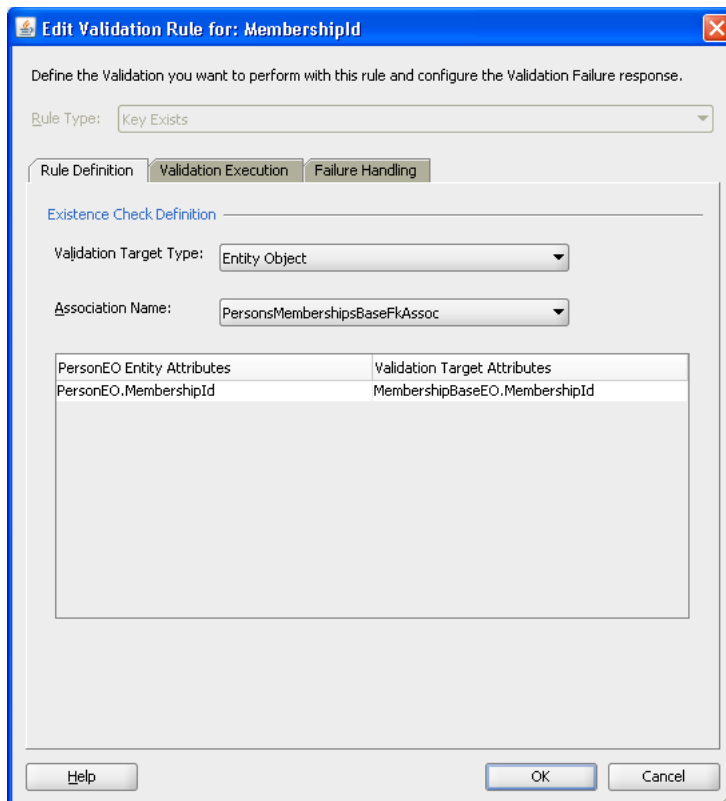 Edit Validation Rule for: MembershipId
Define the Validation you want to perform with this rule and configure the Validation Failure response.
Rule Type: Key Exists
Rule Definition Validation Execution Failure Handling
Existence Check Definition
Validation Target Type: Entity Object
Association Name: PersonsMembershipsBaseFkAssoc
PersonEO Entity Attributes Validation Target Attributes
PersonEO.MembershipId MembershipBaseEO.MembershipId
Help OK Cancel